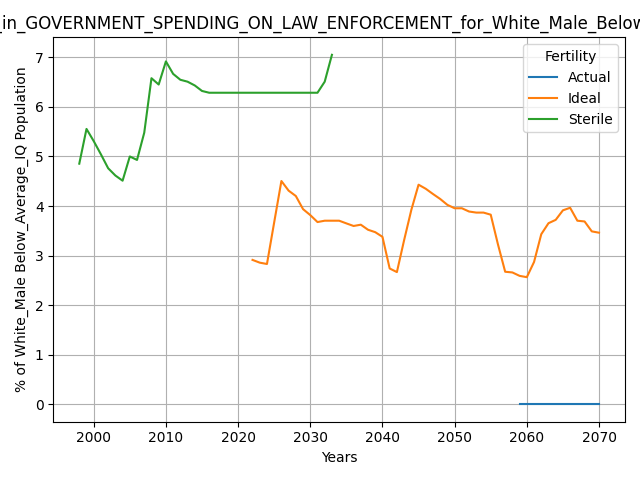 _in_GOVERNMENT_SPENDING_ON_LAW_ENFORCEMENT_for_White_Male_Below
Fertility
Actual
Ideal
Sterile
% of White_Male Below_Average_IQ Population
7
6
5
4
3
2
1
0
2000 2010 2020 2030 2040 2050 2060 2070
Years